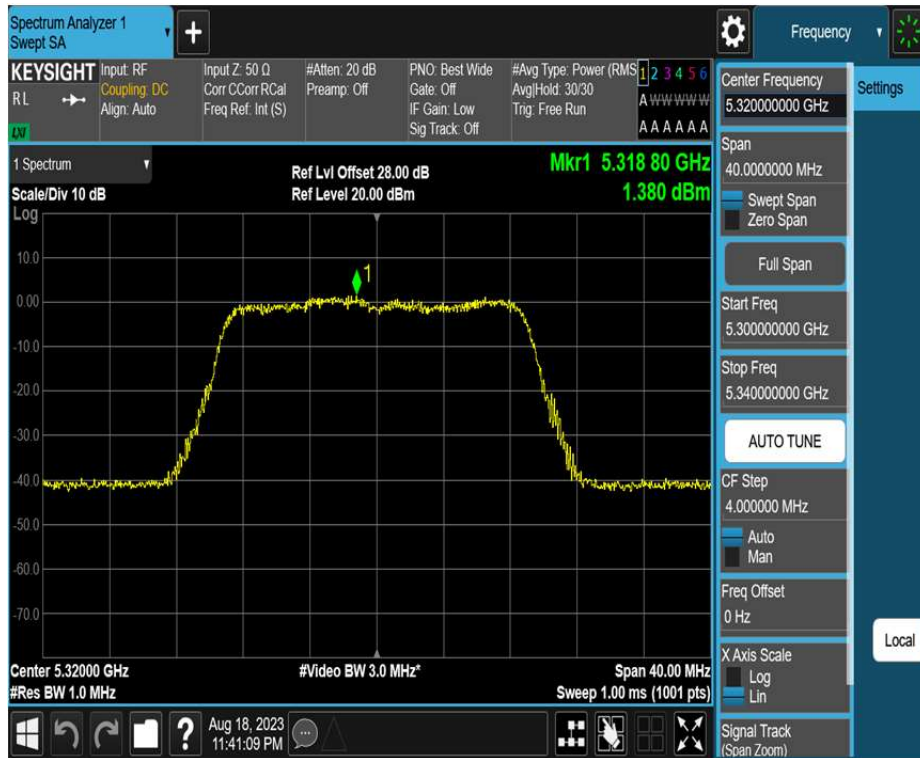 Spectrum Analyzer 1
Swept SA
+
Frequency
KEYSIGHT
RL
LXI
Input: RF
Coupling: DC
Align: Auto
Input Z: 50 Ω
Corr CCorr RCal
Freq Ref: Int (S)
#Atten: 20 dB
Preamp: Off
PNO: Best Wide
Gate: Off
IF Gain: Low
Sig Track: Off
#Avg Type: Power (RMS
Avg|Hold: 30/30
Trig: Free Run
1 2 3 4 5 6
A W W W W W
A A A A A A
1 Spectrum
Scale/Div 10 dB
Log
Ref Lvl Offset 28.00 dB
Ref Level 20.00 dBm
Mkr1 5.318 80 GHz
1.380 dBm
10.0
0.00
-10.0
-20.0
-30.0
-40.0
-50.0
-60.0
-70.0
1
Center 5.32000 GHz
#Res BW 1.0 MHz
#Video BW 3.0 MHz*
Span 40.00 MHz
Sweep 1.00 ms (1001 pts)
Center Frequency
5.320000000 GHz
Settings
Span
40.0000000 MHz
Swept Span
Zero Span
Full Span
Start Freq
5.300000000 GHz
Stop Freq
5.340000000 GHz
AUTO TUNE
CF Step
4.000000 MHz
Auto
Man
Freq Offset
0 Hz
Local
X Axis Scale
Log
Lin
Signal Track
(Span Zoom)
?
Aug 18, 2023
11:41:09 PM